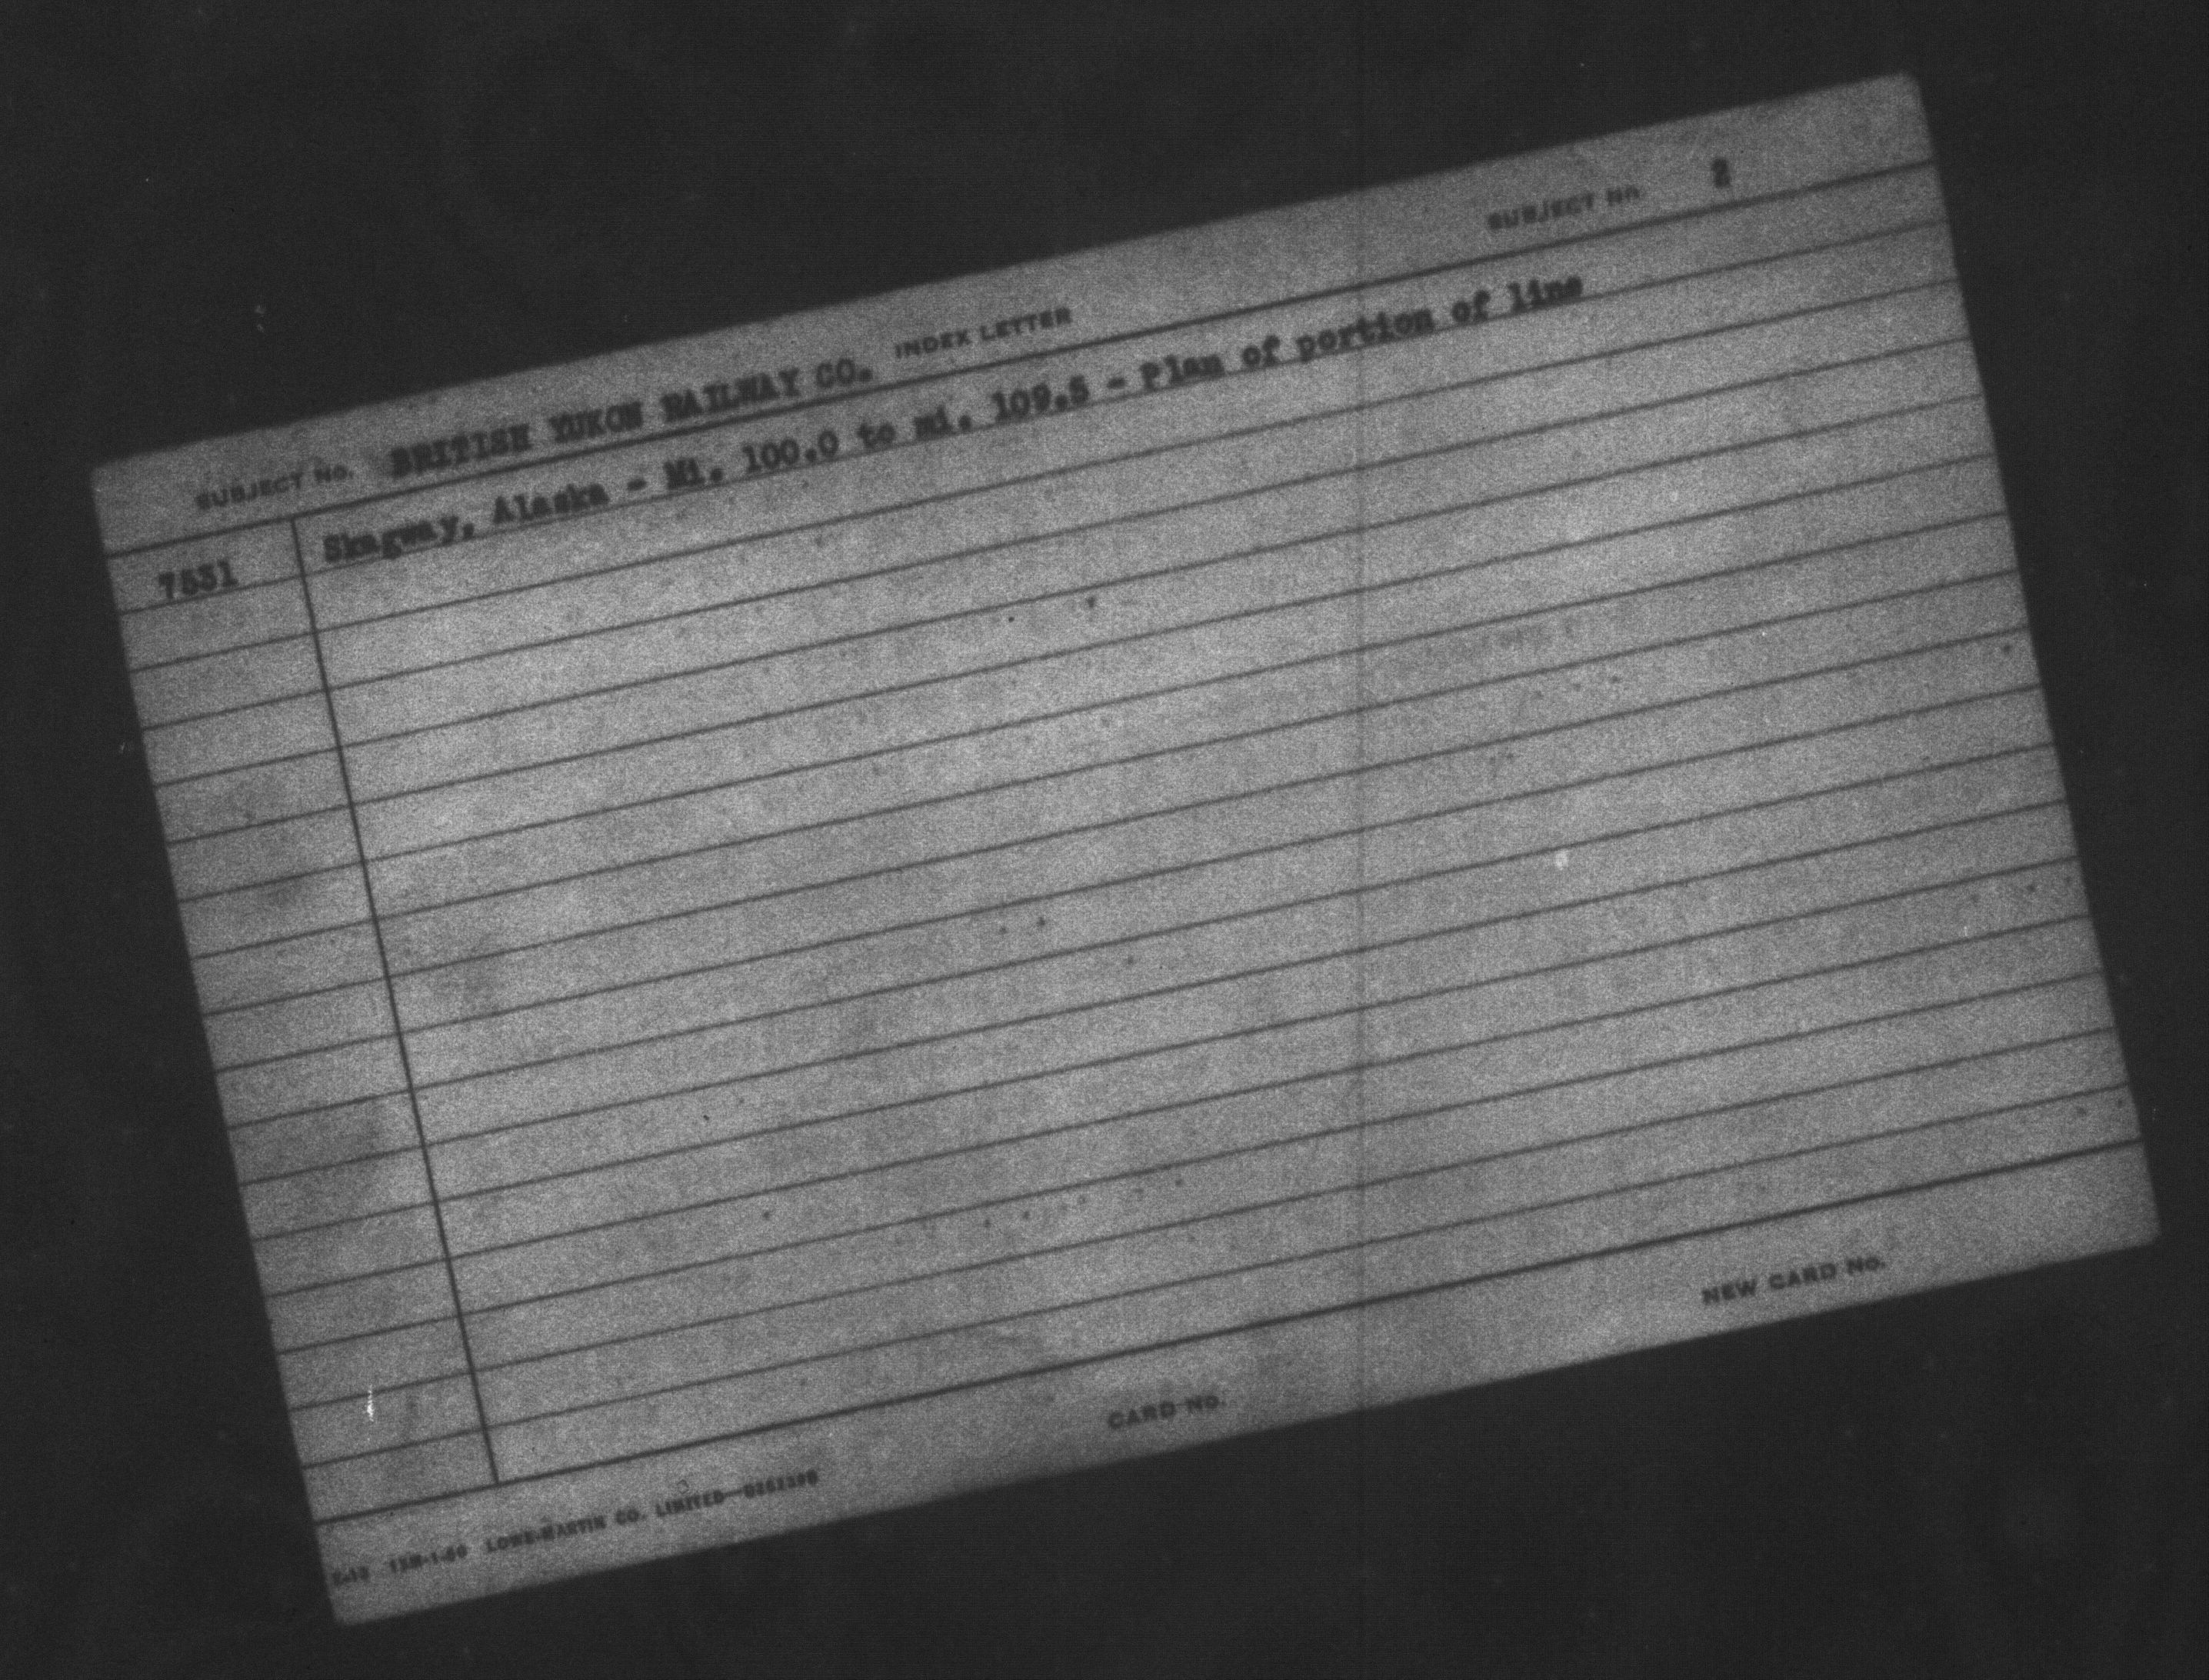 SUBJECT No. BRITISH YUKON RAILWAY CO. INDEX LETTER SUBJECT No. 2
7531 Skagway, Alaska - Mi. 100.0 to mi. 109.5 - Plan of portion of line
CARD No. NEW CARD No.
LOWE-MARTIN CO. LIMITED